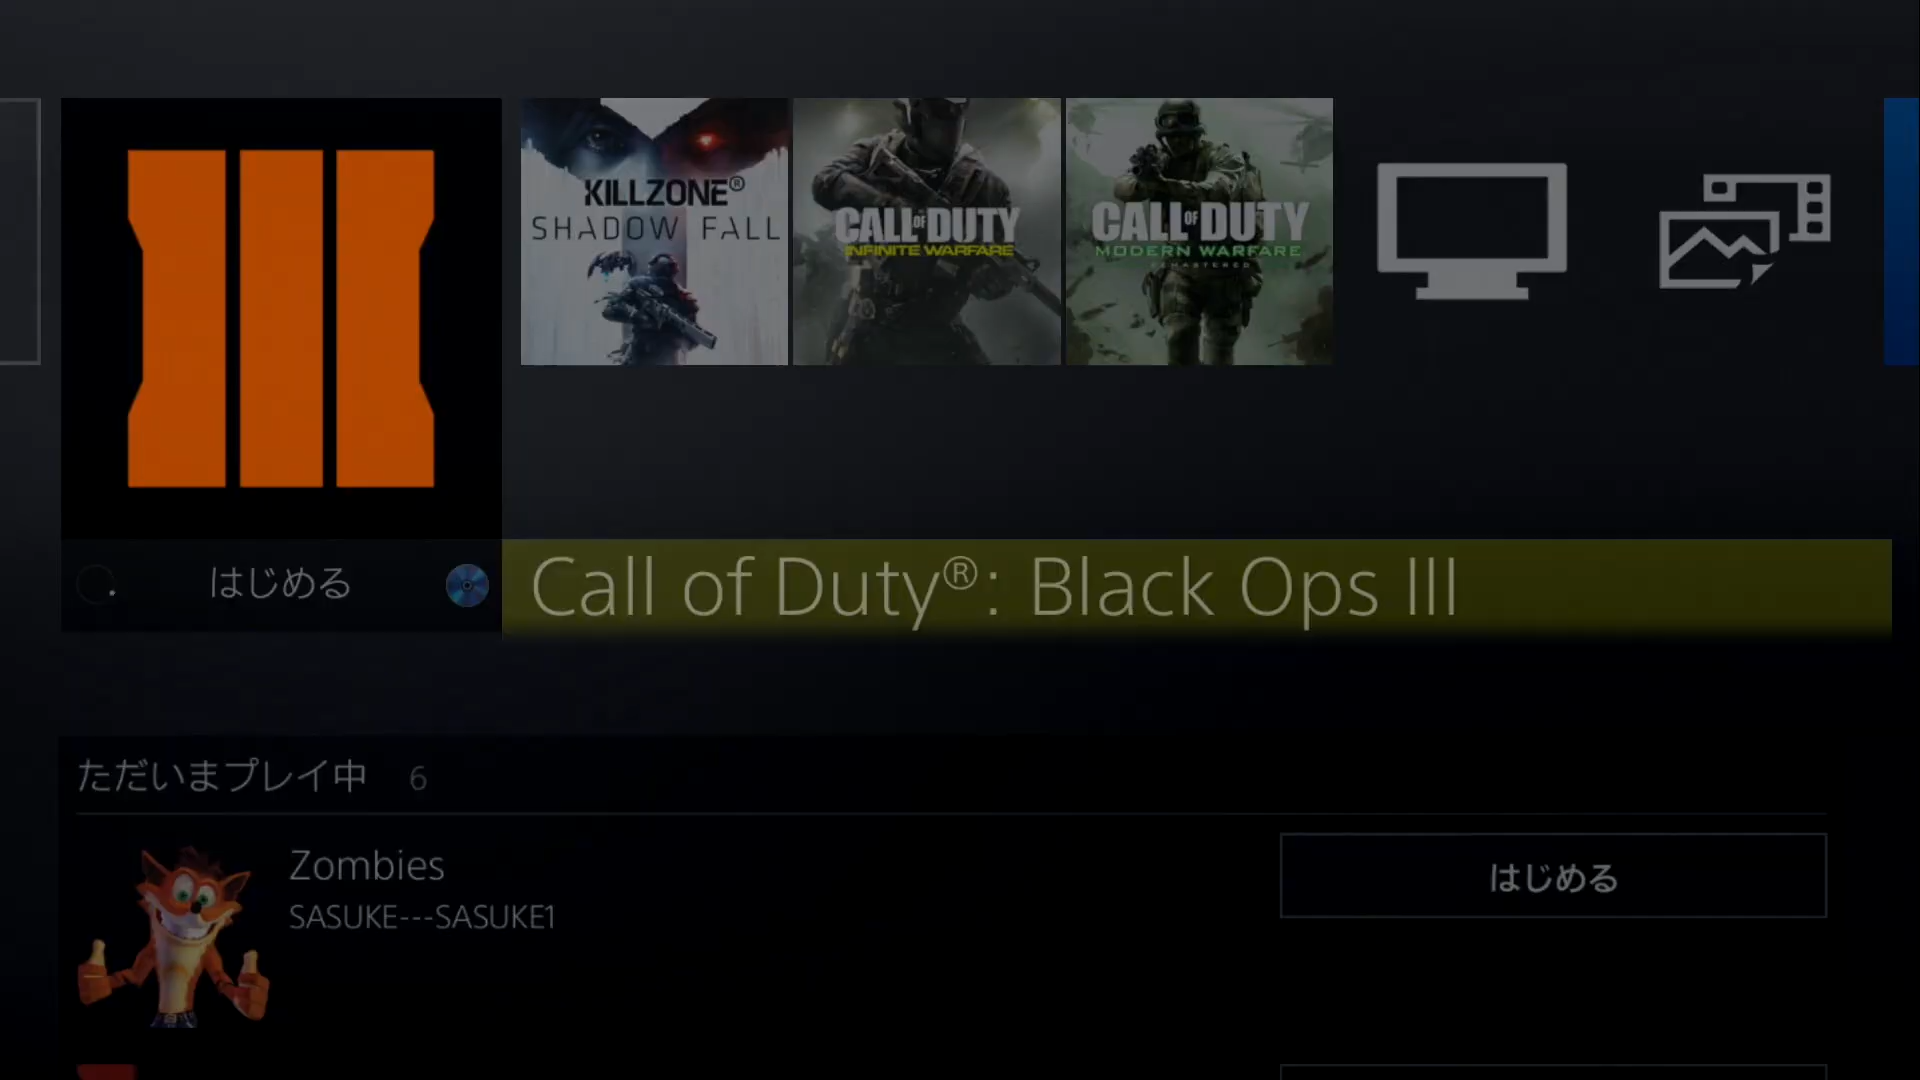 KILLZONE®
SHADOW FALL
CALL OF DUTY
INFINITE WARFARE
CALL OF DUTY
MODERN WARFARE
REMASTERED
はじめる
Call of Duty®: Black Ops III
ただいまプレイ中 6
Zombies
SASUKE---SASUKE1
はじめる